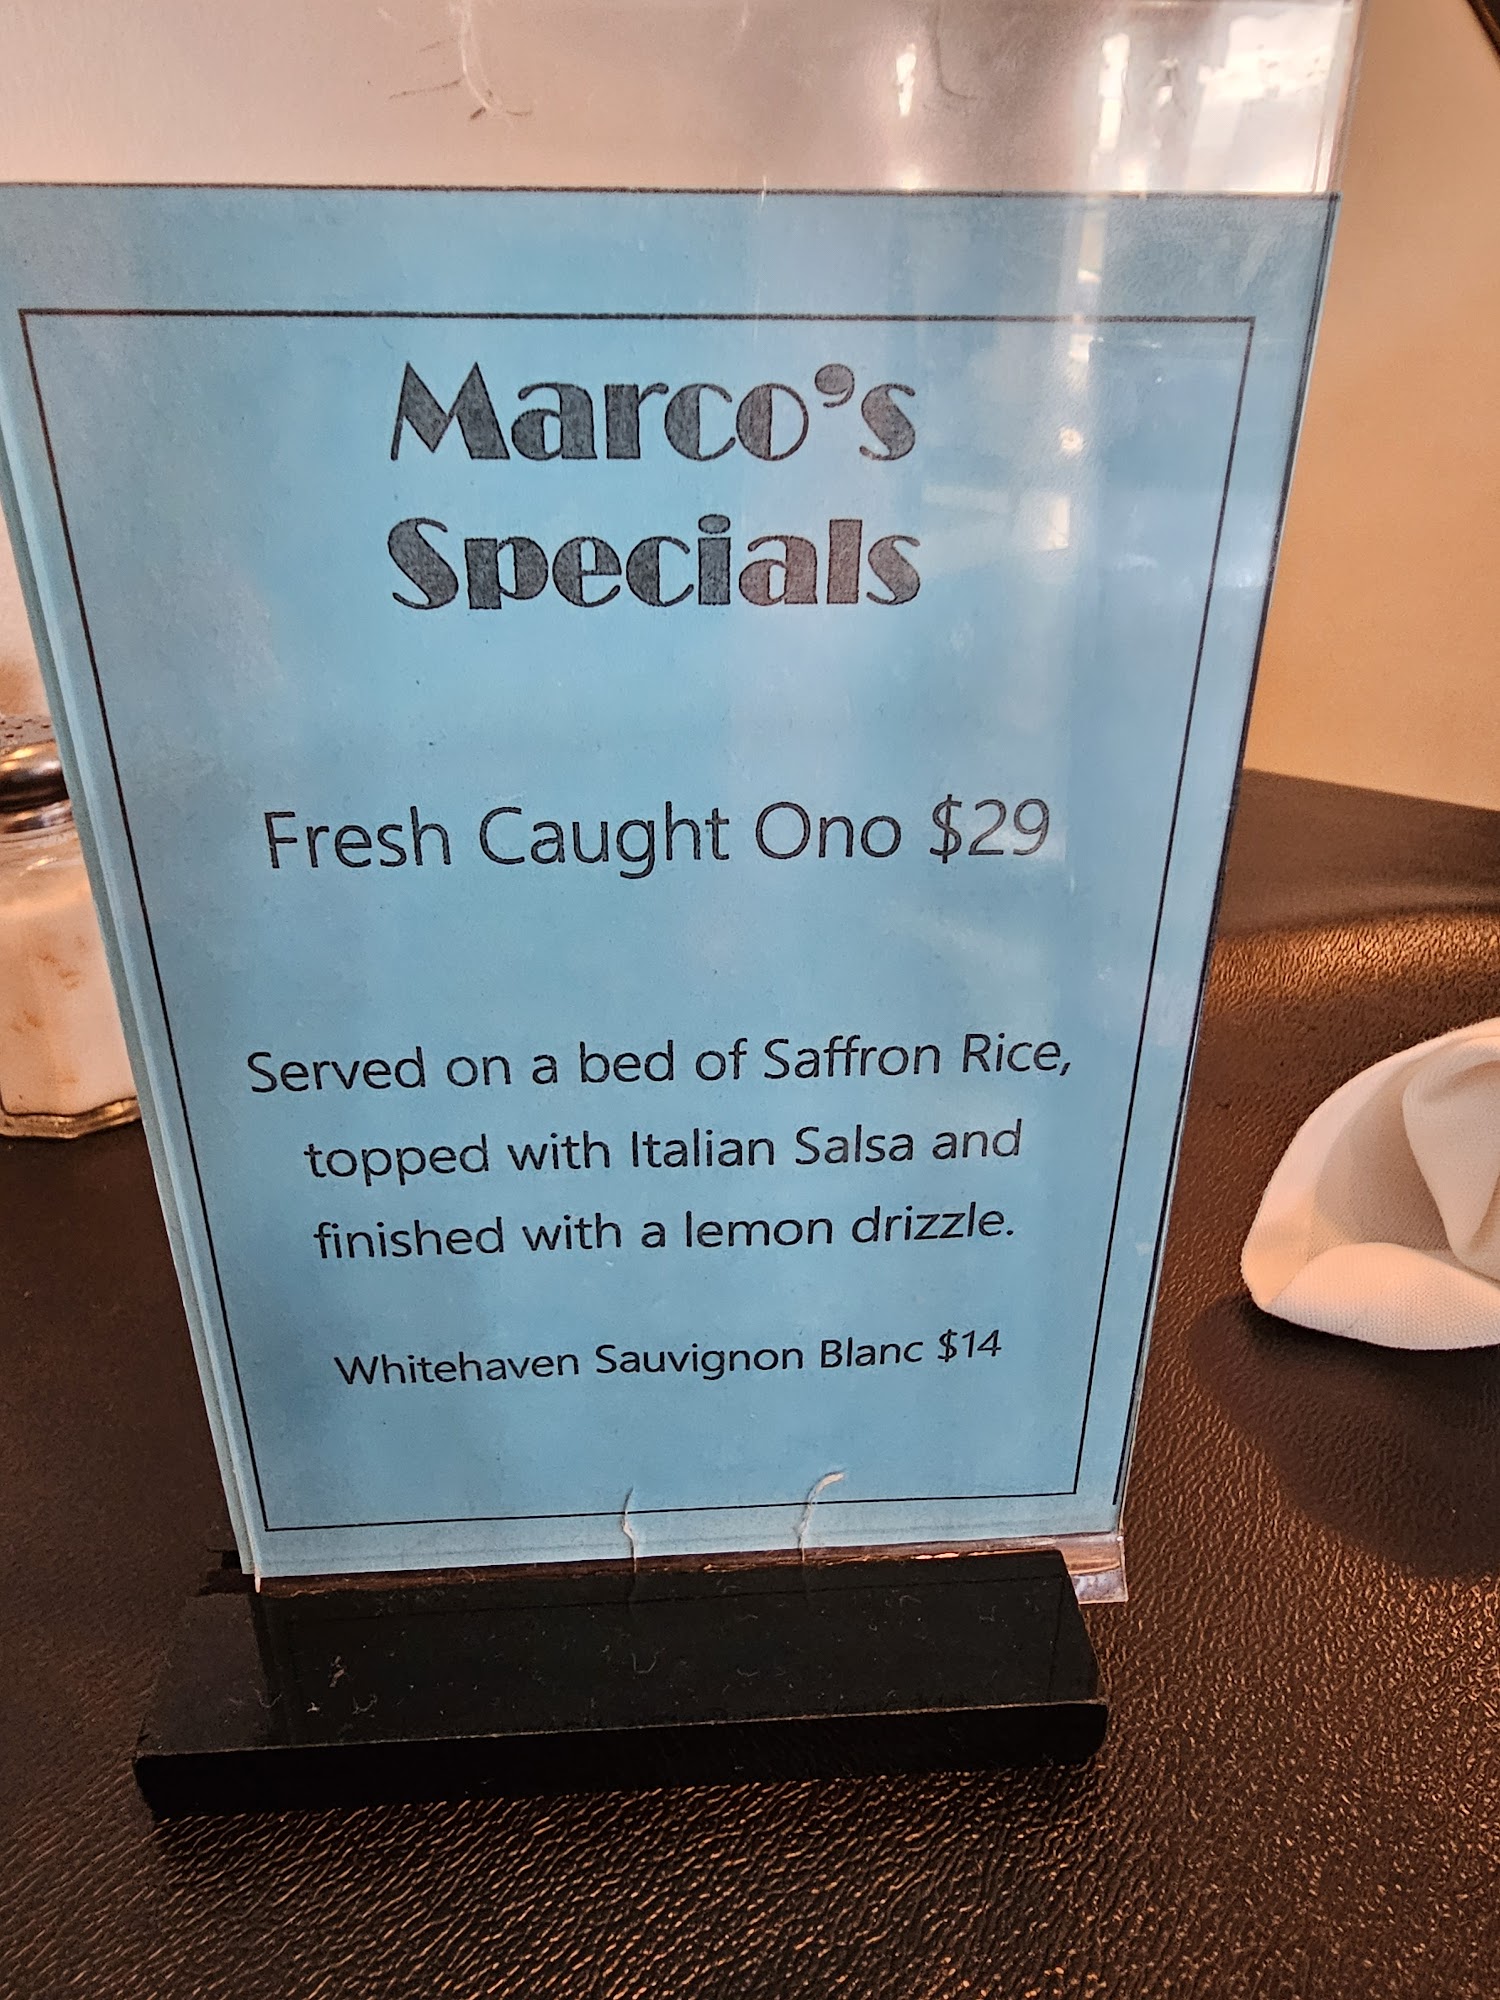 Marco's
Specials
Fresh Caught Ono $29
Served on a bed of Saffron Rice,
topped with Italian Salsa and
finished with a lemon drizzle.
Whitehaven Sauvignon Blanc $14